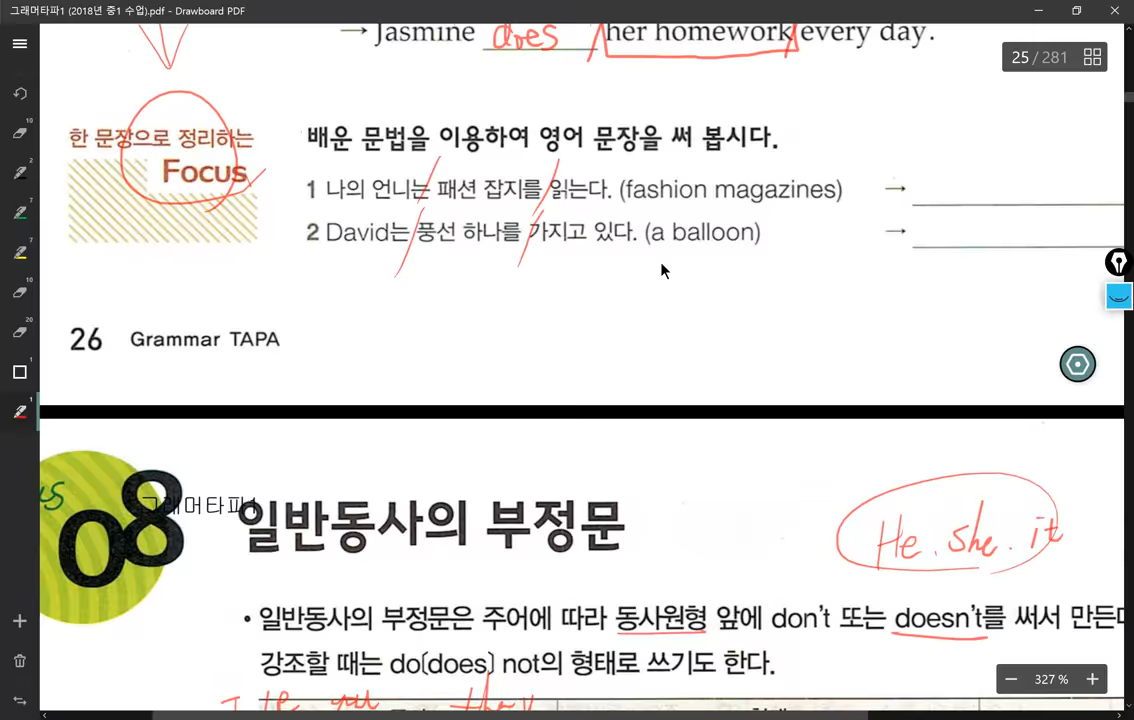 그래머타파1 (2018년 중1 수업).pdf - Drawboard PDF
→ Jasmine does her homework every day.
25 / 281
한 문장으로 정리하는
Focus
배운 문법을 이용하여 영어 문장을 써 봅시다.
1 나의 언니는 패션 잡지를 읽는다. (fashion magazines) →
2 David는 풍선 하나를 가지고 있다. (a balloon) →
26 Grammar TAPA
08
그래머타파1
일반동사의 부정문
He. she. it
• 일반동사의 부정문은 주어에 따라 동사원형 앞에 don't 또는 doesn't를 써서
강조할 때는 do(does) not의 형태로 쓰기도 한다.
327 %